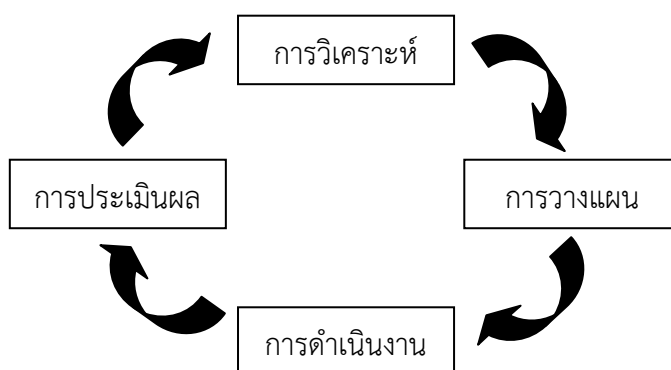 การวิเคราะห์
การประเมินผล
การวางแผน
การดำเนินงาน